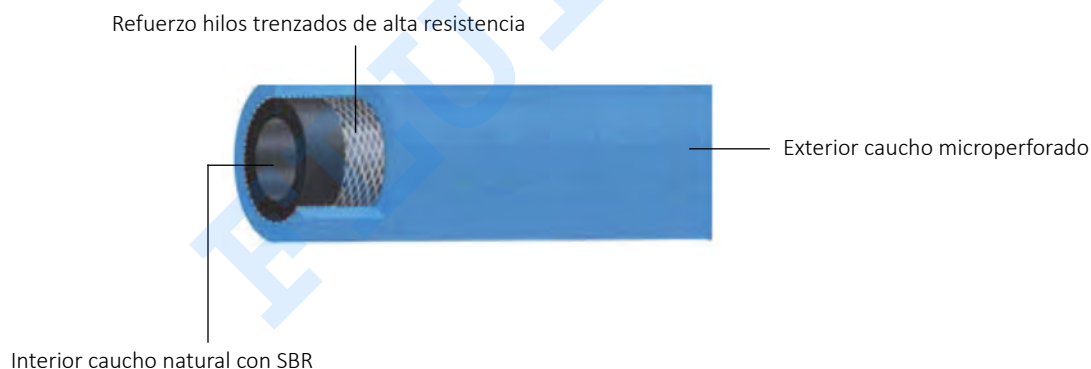 Refuerzo hilos trenzados de alta resistencia
Exterior caucho microperforado
Interior caucho natural con SBR